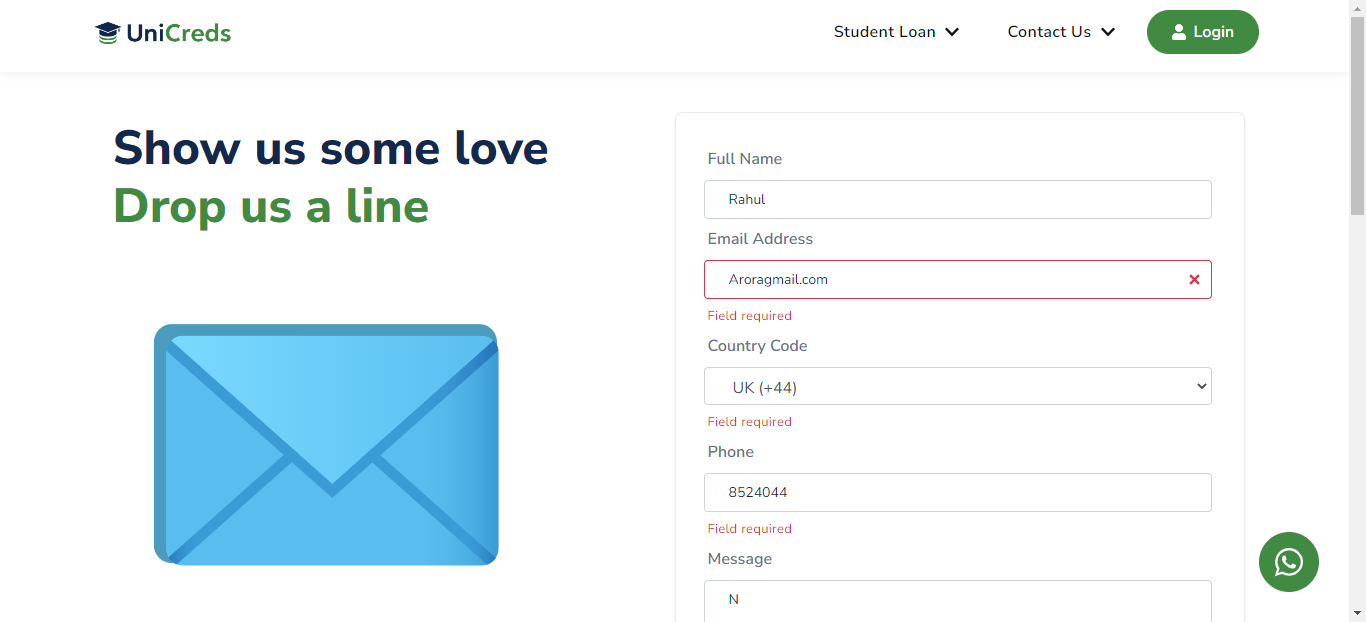 UniCreds
Student Loan
Contact Us
Login
Show us some love
Drop us a line
Full Name
Rahul
Email Address
Aroragmail.com
Field required
Country Code
UK (+44)
Field required
Phone
8524044
Field required
Message
N